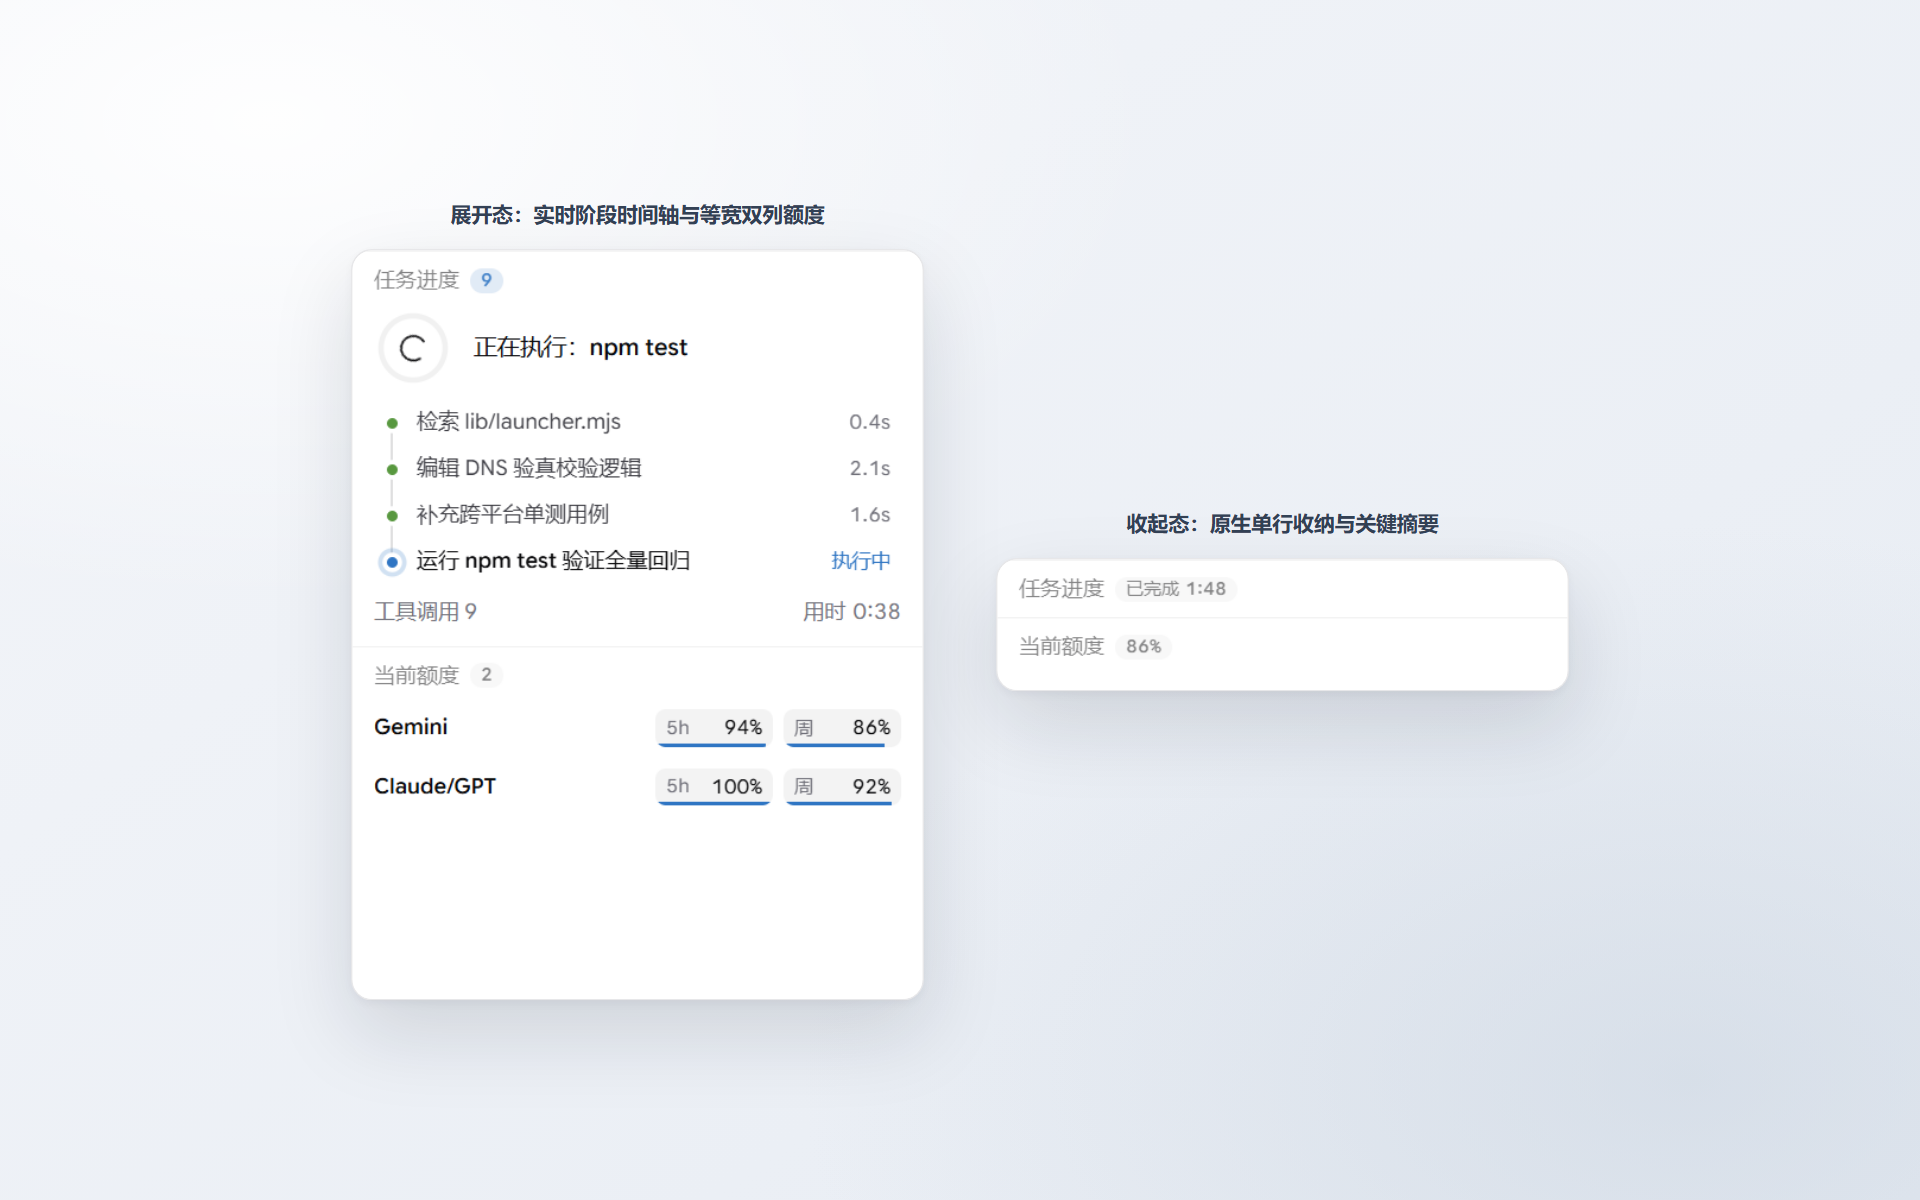 展开态：实时阶段时间轴与等宽双列额度
任务进度 9
正在执行：npm test
检索 lib/launcher.mjs 0.4s
编辑 DNS 验真校验逻辑 2.1s
补充跨平台单测用例 1.6s
运行 npm test 验证全量回归 执行中
工具调用 9 用时 0:38
当前额度 2
Gemini 5h 94% 周 86%
Claude/GPT 5h 100% 周 92%
收起态：原生单行收纳与关键摘要
任务进度 已完成 1:48
当前额度 86%